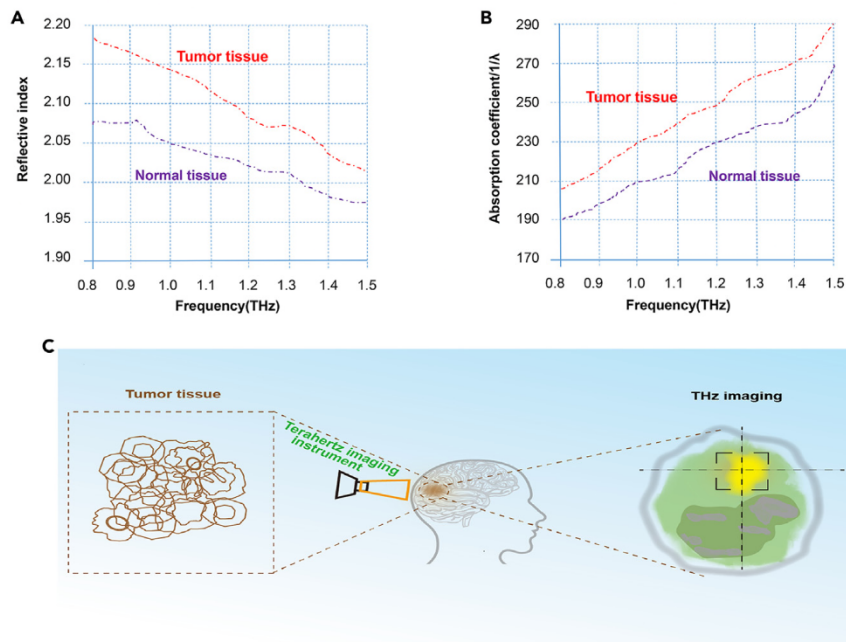 A
Reflective index
2.20
2.15
2.10
2.05
2.00
1.95
1.90
Tumor tissue
Normal tissue
0.8 0.9 1.0 1.1 1.2 1.3 1.4 1.5
Frequency(THz)
B
Absorption coefficient/1/λ
290
270
250
230
210
190
170
Tumor tissue
Normal tissue
0.8 0.9 1.0 1.1 1.2 1.3 1.4 1.5
Frequency(THz)
C
Tumor tissue
Terahertz imaging
instrument
THz imaging